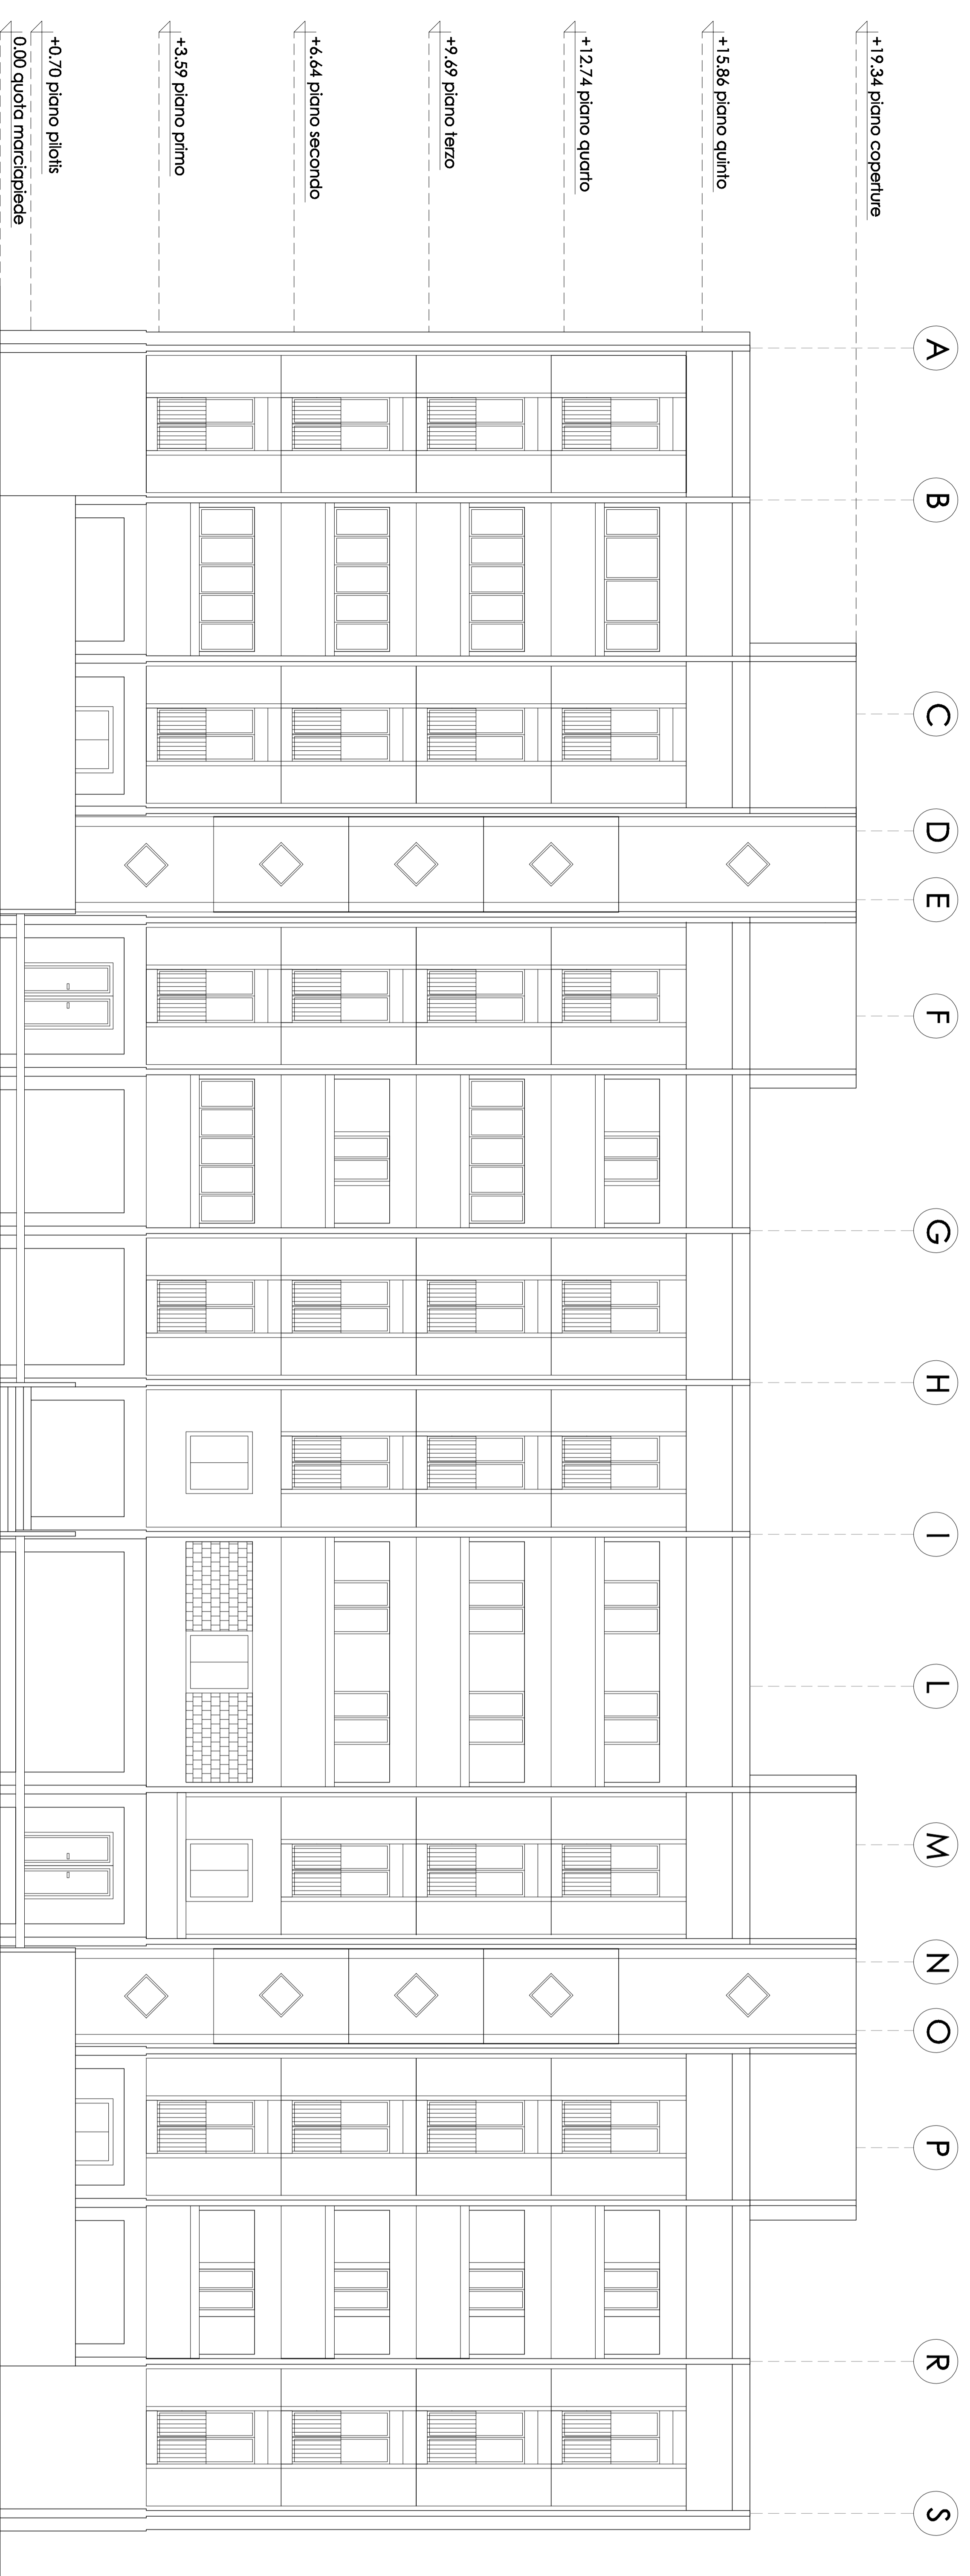 A
B
C
D
E
F
G
H
I
L
M
N
O
P
R
S
+19.34 piano coperture
+15.86 piano quinto
+12.74 piano quarto
+9.69 piano terzo
+6.64 piano secondo
+3.59 piano primo
+0.70 piano pilotis
0.00 quota marciapiede